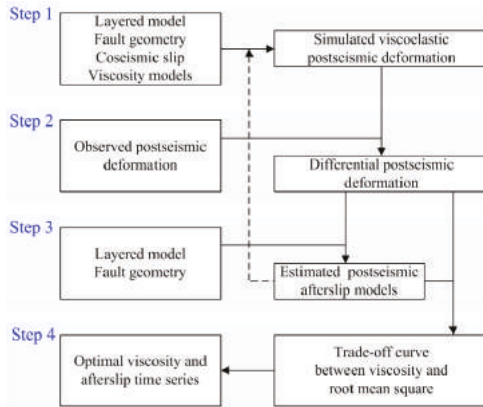 Step 1
Layered model
Fault geometry
Coseismic slip
Viscosity models
Simulated viscoelastic
postseismic deformation
Step 2
Observed postseismic
deformation
Differential postseismic
deformation
Step 3
Layered model
Fault geometry
Estimated postseismic
afterslip models
Step 4
Optimal viscosity and
afterslip time series
Trade-off curve
between viscosity and
root mean square